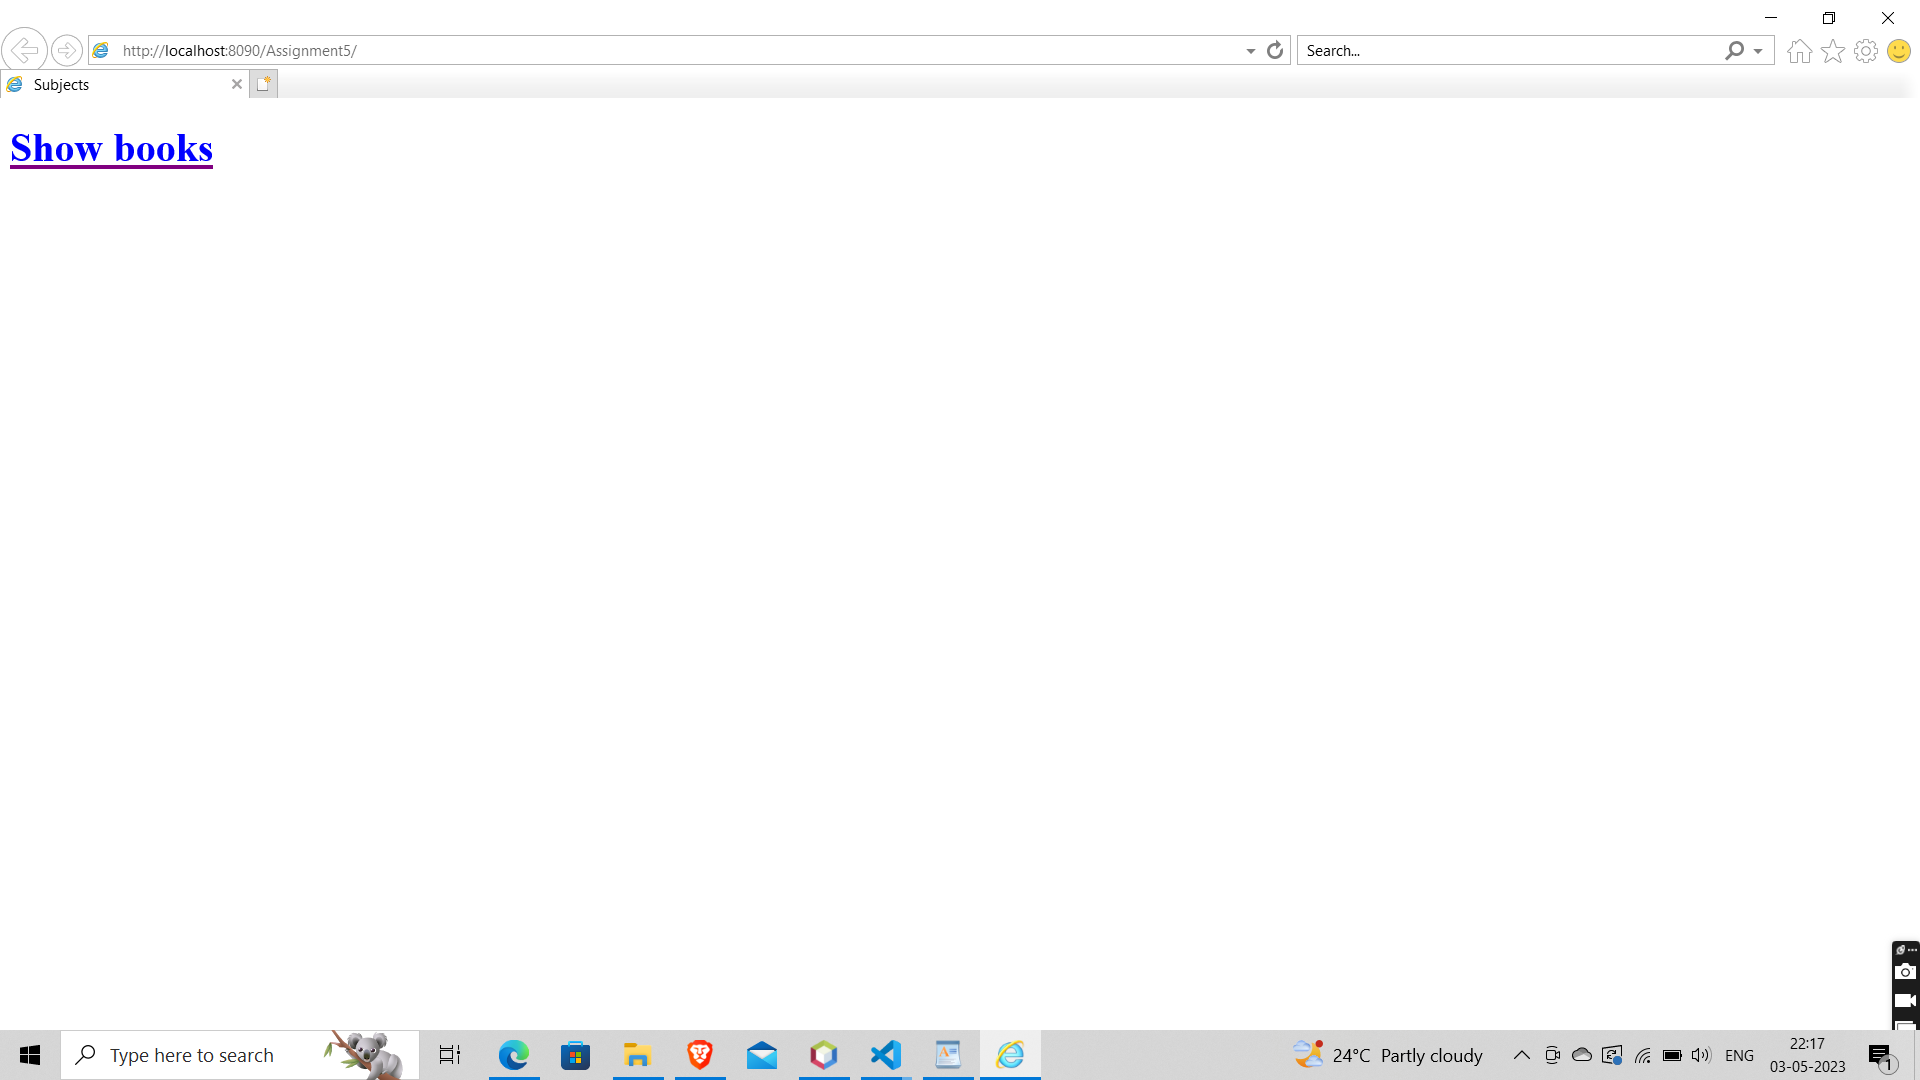 http://localhost:8090/Assignment5/
Search...
Subjects
Show books
Type here to search
24°C Partly cloudy
ENG
22:17
03-05-2023
1